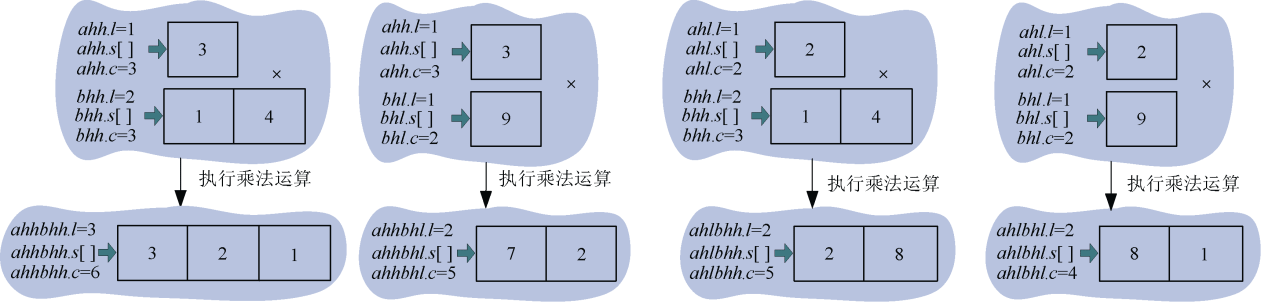 ahh.l=1
ahh.s[ ]
ahh.c=3
3
×
bhh.l=2
bhh.s[ ]
bhh.c=3
1 4
执行乘法运算
ahhbhh.l=3
ahhbhh.s[ ]
ahhbhh.c=6
3 2 1
ahh.l=1
ahh.s[ ]
ahh.c=3
3
×
bhl.l=1
bhl.s[ ]
bhl.c=2
9
执行乘法运算
ahhbhl.l=2
ahhbhl.s[ ]
ahhbhl.c=5
7 2
ahl.l=1
ahl.s[ ]
ahl.c=2
2
×
bhh.l=2
bhh.s[ ]
bhh.c=3
1 4
执行乘法运算
ahlbhh.l=2
ahlbhh.s[ ]
ahlbhh.c=5
2 8
ahl.l=1
ahl.s[ ]
ahl.c=2
2
×
bhl.l=1
bhl.s[ ]
bhl.c=2
9
执行乘法运算
ahlbhl.l=2
ahlbhl.s[ ]
ahlbhl.c=4
8 1